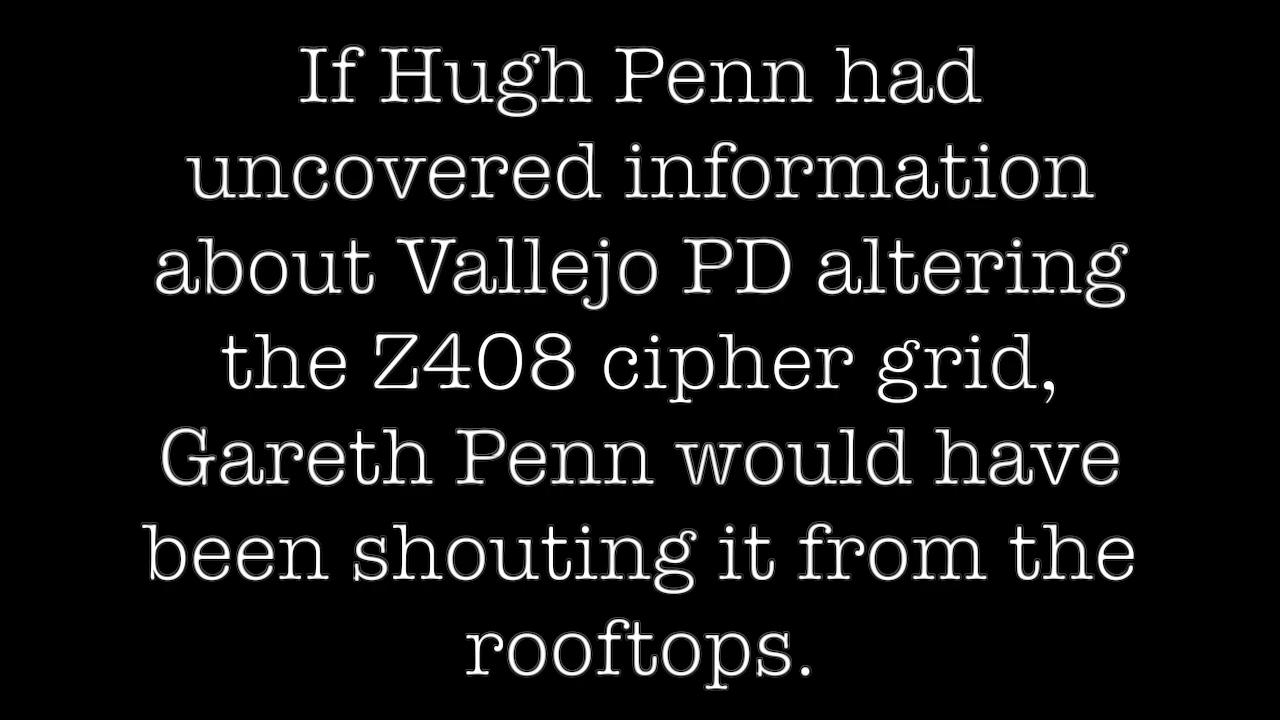 If Hugh Penn had
uncovered information
about Vallejo PD altering
the Z408 cipher grid,
Gareth Penn would have
been shouting it from the
rooftops.